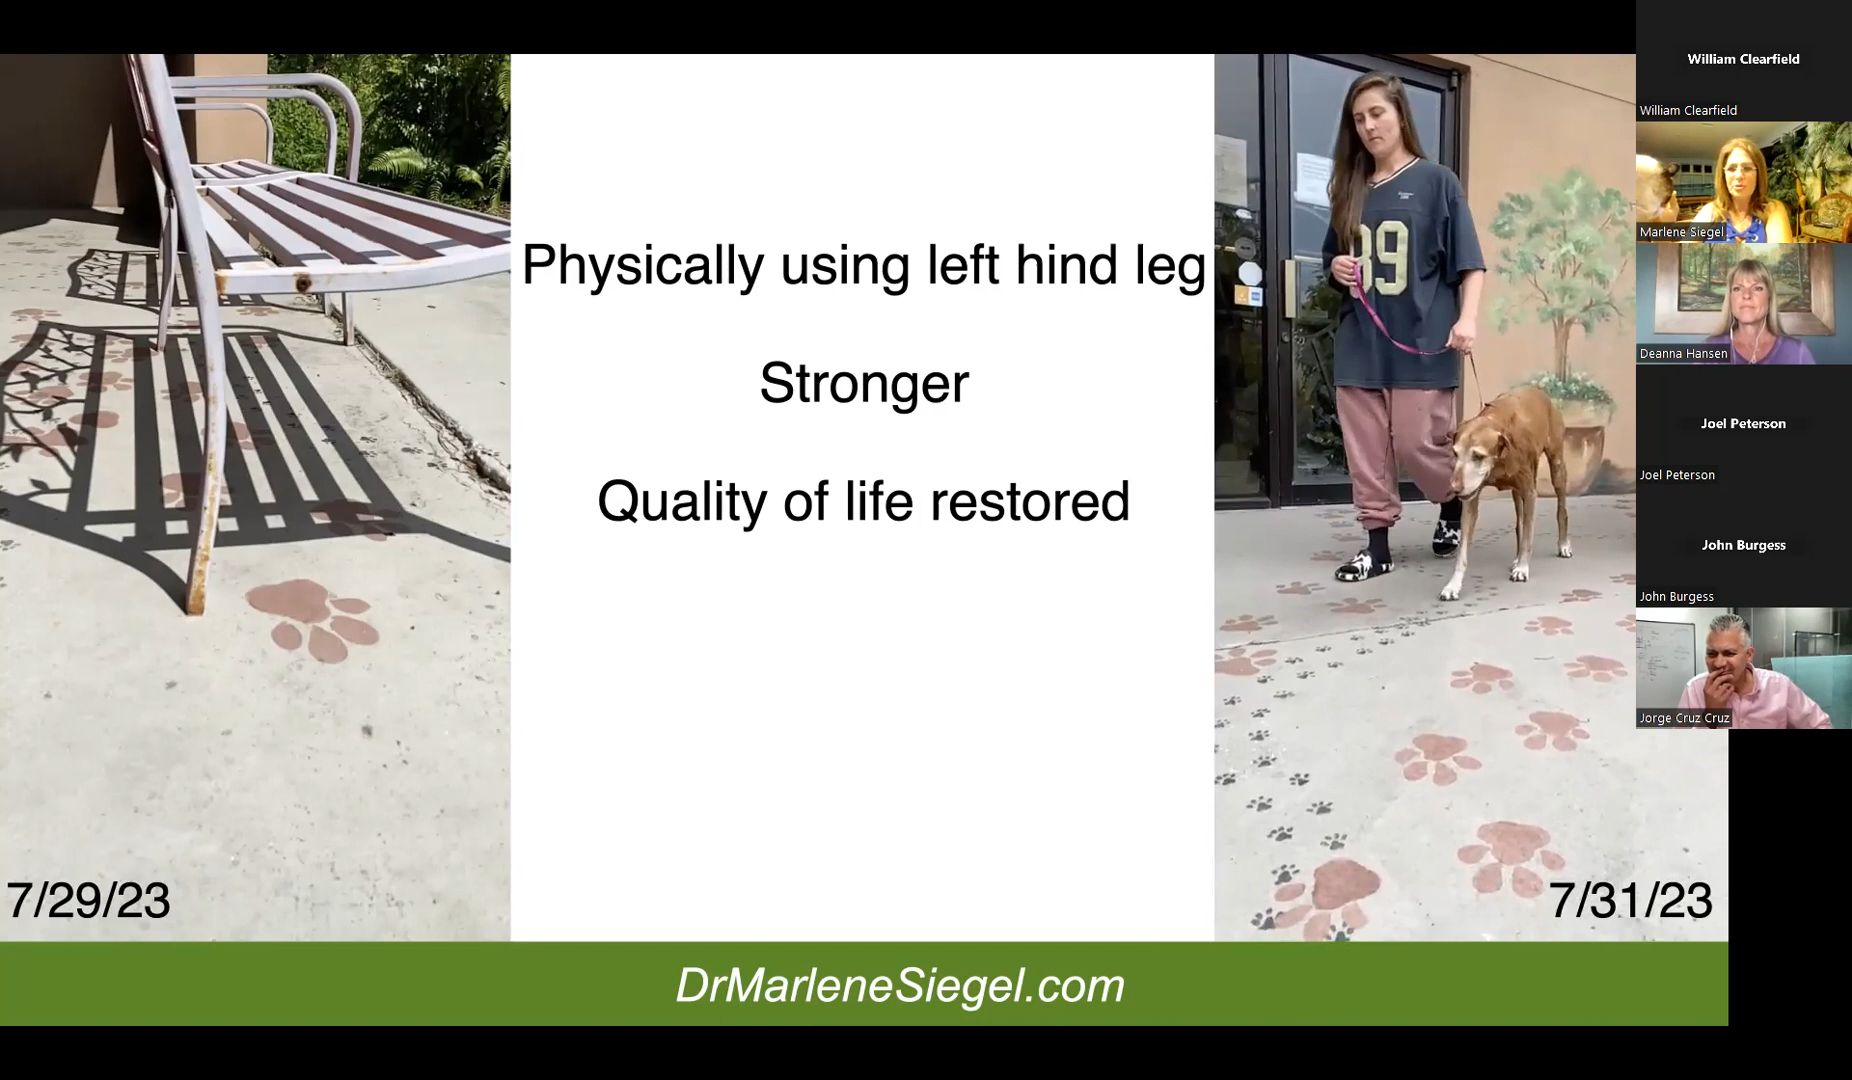 Physically using left hind leg
Stronger
Quality of life restored
7/29/23
7/31/23
DrMarleneSiegel.com
89
William Clearfield
William Clearfield
Marlene Siegel
Deanna Hansen
Joel Peterson
Joel Peterson
John Burgess
John Burgess
Jorge Cruz Cruz